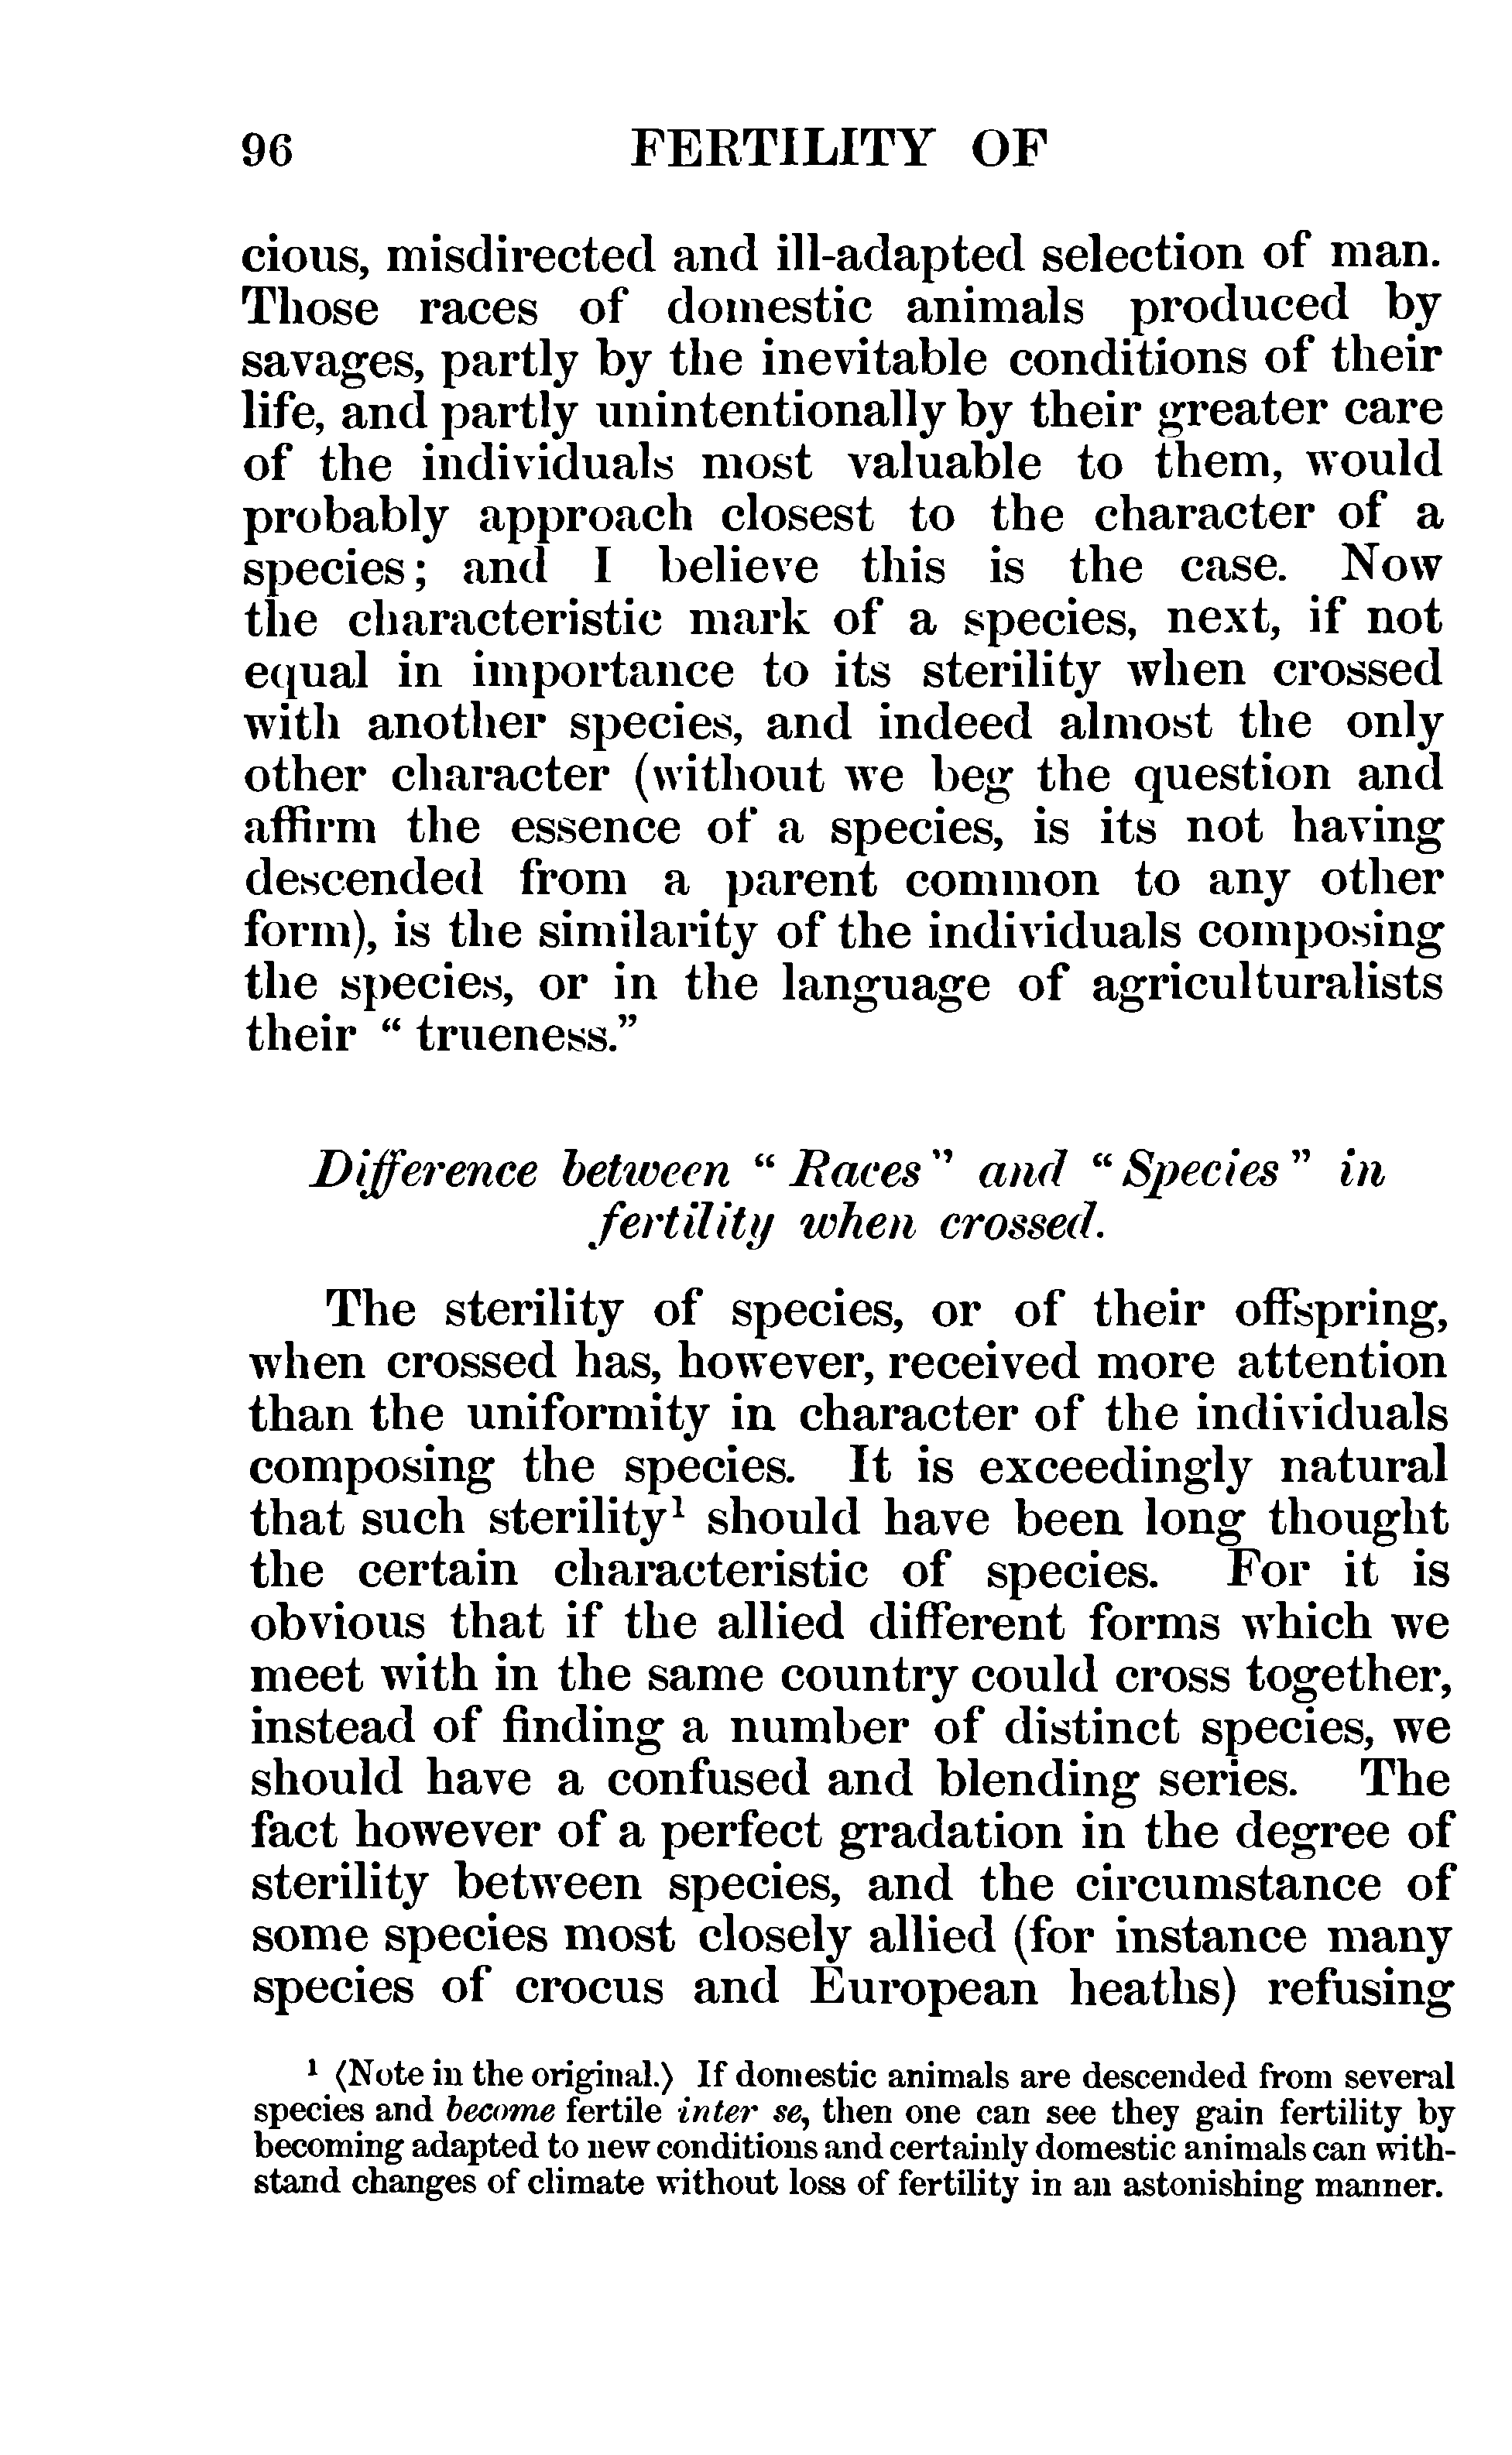 96 FERTILITY OF
cious, misdirected and ill-adapted selection of man.
Those races of domestic animals produced by
savages, partly by the inevitable conditions of their
life, and partly unintentionally by their greater care
of the individuals most valuable to them, would
probably approach closest to the character of a
species; and I believe this is the case. Now
the characteristic mark of a species, next, if not
equal in importance to its sterility when crossed
with another species, and indeed almost the only
other character (without we beg the question and
affirm the essence of a species, is its not having
descended from a parent common to any other
form), is the similarity of the individuals composing
the species, or in the language of agriculturalists
their “ trueness.”
Difference between “ Races” and “Species” in
fertility when crossed.
The sterility of species, or of their offspring,
when crossed has, however, received more attention
than the uniformity in character of the individuals
composing the species. It is exceedingly natural
that such sterility¹ should have been long thought
the certain characteristic of species. For it is
obvious that if the allied different forms which we
meet with in the same country could cross together,
instead of finding a number of distinct species, we
should have a confused and blending series. The
fact however of a perfect gradation in the degree of
sterility between species, and the circumstance of
some species most closely allied (for instance many
species of crocus and European heaths) refusing
¹ ⟨Note in the original.⟩ If domestic animals are descended from several
species and become fertile inter se, then one can see they gain fertility by
becoming adapted to new conditions and certainly domestic animals can with-
stand changes of climate without loss of fertility in an astonishing manner.